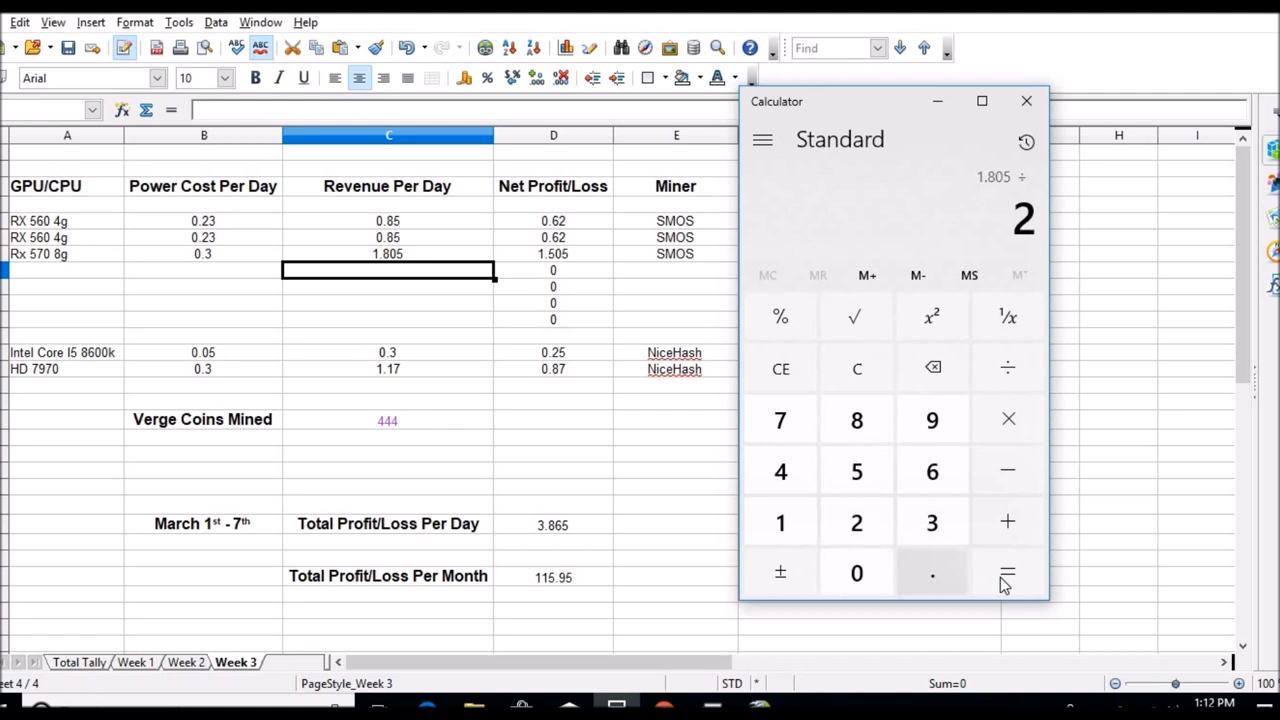 Edit View Insert Format Tools Data Window Help
Find
Arial 10
Calculator
Standard
1.805 ÷
2
MC MR M+ M- MS M˅
% √ x² ¹/x
CE C ÷
7 8 9 ×
4 5 6 −
1 2 3 +
± 0 . =
A B C D E H I
GPU/CPU Power Cost Per Day Revenue Per Day Net Profit/Loss Miner
RX 560 4g 0.23 0.85 0.62 SMOS
RX 560 4g 0.23 0.85 0.62 SMOS
Rx 570 8g 0.3 1.805 1.505 SMOS
0
0
0
0
Intel Core I5 8600k 0.05 0.3 0.25 NiceHash
HD 7970 0.3 1.17 0.87 NiceHash
Verge Coins Mined 444
March 1st - 7th Total Profit/Loss Per Day 3.865
Total Profit/Loss Per Month 115.95
Total Tally Week 1 Week 2 Week 3
eet 4 / 4 PageStyle_Week 3 STD * Sum=0 100
1:12 PM